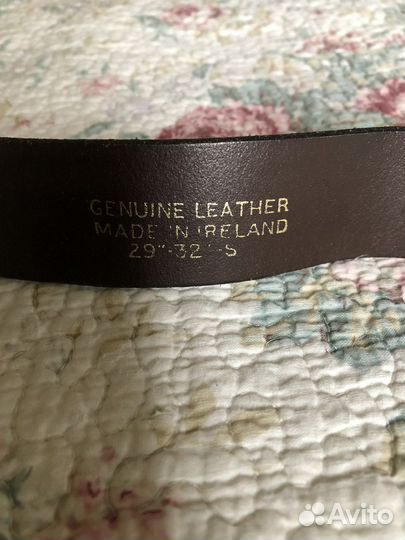 GENUINE LEATHER
MADE IN IRELAND
29"-32"-S
Avito